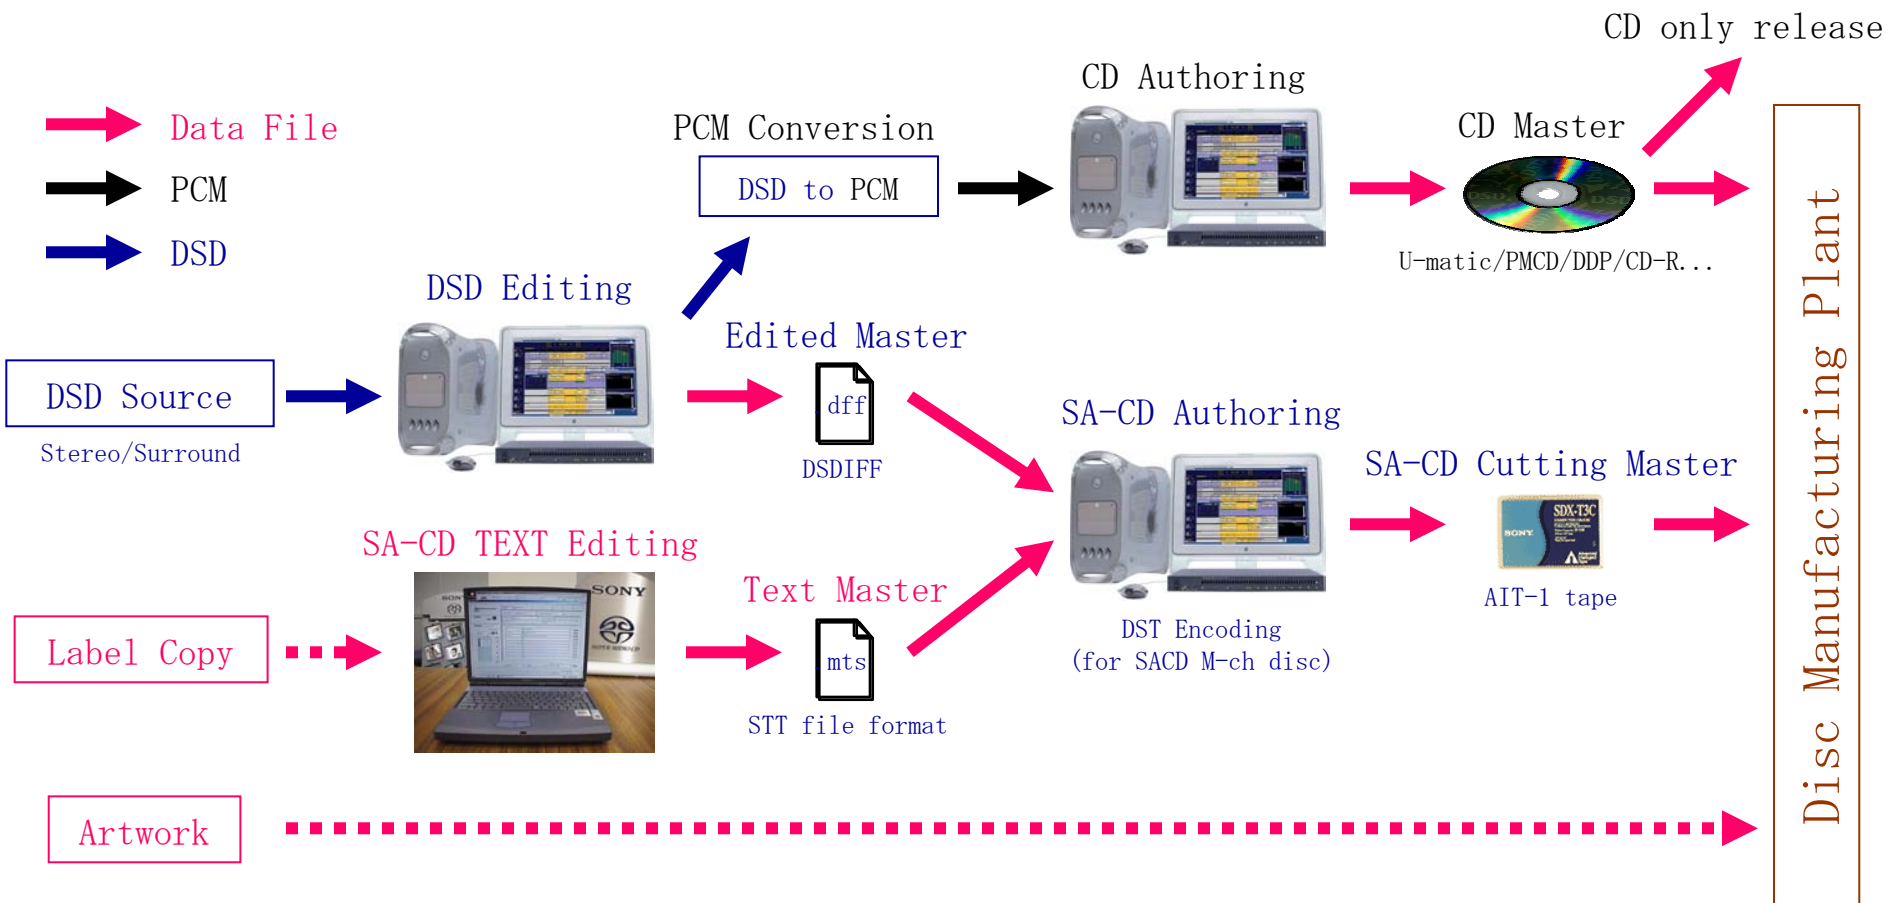 CD only release
CD Authoring
Data File
PCM Conversion
CD Master
PCM
DSD to PCM
DSD
U-matic/PMCD/DDP/CD-R...
DSD Editing
Edited Master
DSD Source
dff
SA-CD Authoring
Stereo/Surround
DSDIFF
SA-CD Cutting Master
SDX-T3C
SONY
SA-CD TEXT Editing
Text Master
SONY
AIT-1 tape
Label Copy
mts
DST Encoding
(for SACD M-ch disc)
STT file format
Artwork
Disc Manufacturing Plant